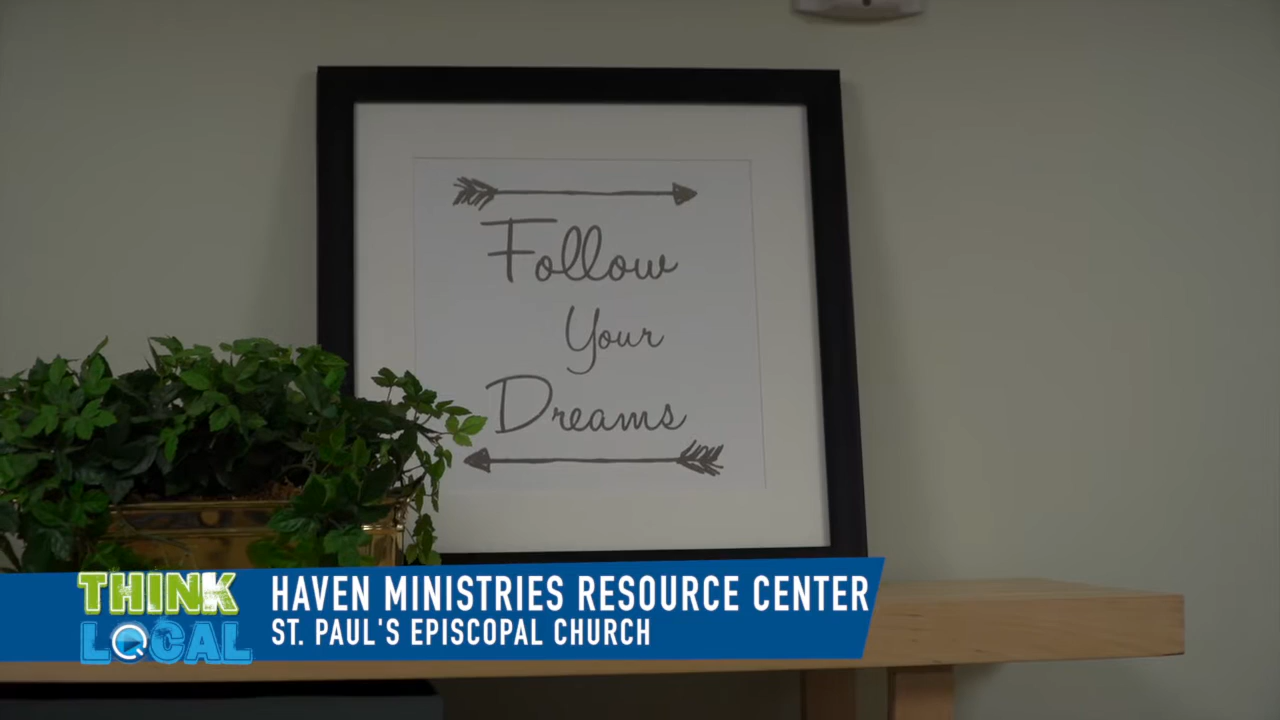 Follow
Your
Dreams
THINK
LOCAL
HAVEN MINISTRIES RESOURCE CENTER
ST. PAUL'S EPISCOPAL CHURCH